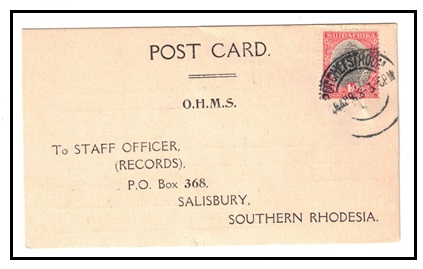 POST CARD.
SUIDAFRIKA
O.H.M.S.
To STAFF OFFICER,
(RECORDS),
P.O. Box 368,
SALISBURY,
SOUTHERN RHODESIA.